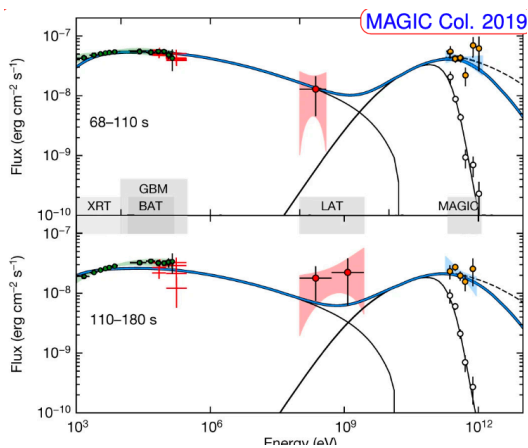 MAGIC Col. 2019
Flux (erg cm⁻² s⁻¹)
10⁻⁷
10⁻⁸
10⁻⁹
10⁻¹⁰
68–110 s
XRT
GBM
BAT
LAT
MAGIC
Flux (erg cm⁻² s⁻¹)
10⁻⁷
10⁻⁸
10⁻⁹
10⁻¹⁰
110–180 s
10³ 10⁶ 10⁹ 10¹²
Energy (eV)